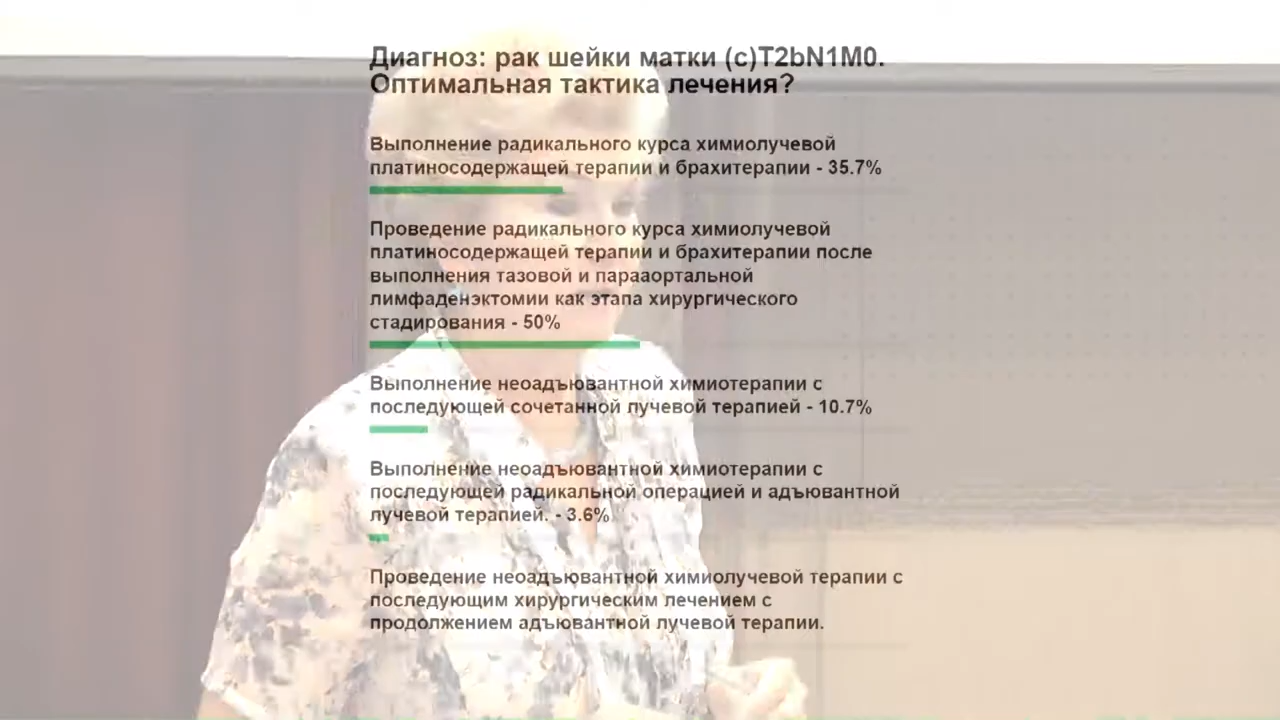 Диагноз: рак шейки матки (с)T2bN1M0.
Оптимальная тактика лечения?
Выполнение радикального курса химиолучевой
платиносодержащей терапии и брахитерапии - 35.7%
Проведение радикального курса химиолучевой
платиносодержащей терапии и брахитерапии после
выполнения тазовой и парааортальной
лимфаденэктомии как этапа хирургического
стадирования - 50%
Выполнение неоадъювантной химиотерапии с
последующей сочетанной лучевой терапией - 10.7%
Выполнение неоадъювантной химиотерапии с
последующей радикальной операцией и адъювантной
лучевой терапией. - 3.6%
Проведение неоадъювантной химиолучевой терапии с
последующим хирургическим лечением с
продолжением адъювантной лучевой терапии.